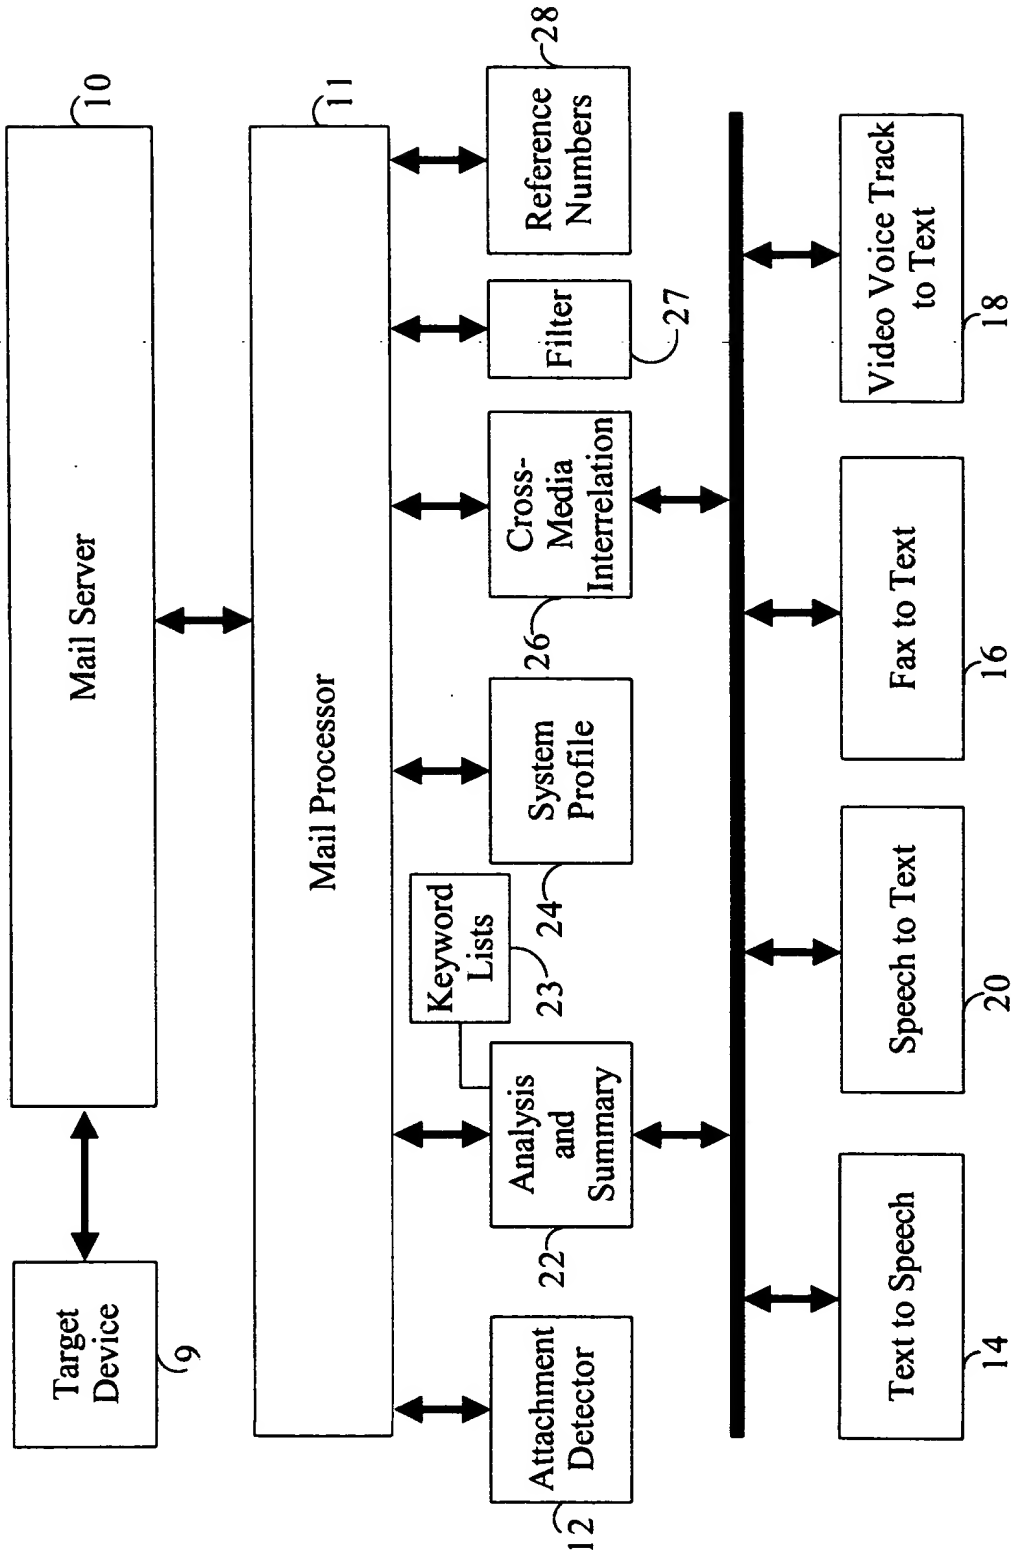 Target
Device
9
Mail Server
10
Mail Processor
11
Attachment
Detector
12
Analysis
and
Summary
22
Keyword
Lists
23
System
Profile
24
Cross-
Media
Interrelation
26
Filter
27
Reference
Numbers
28
Text to Speech
14
Speech to Text
20
Fax to Text
16
Video Voice Track
to Text
18